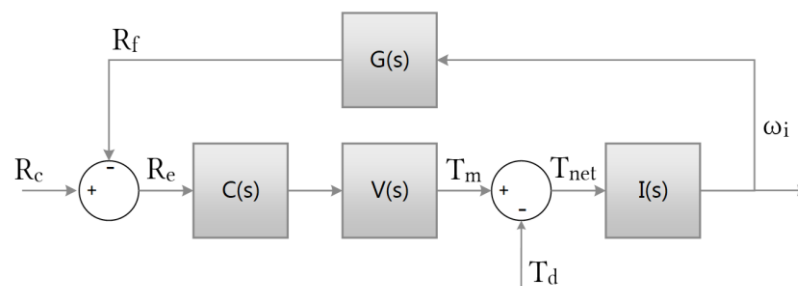 R_f
G(s)
ω_i
R_c
+
-
R_e
C(s)
V(s)
T_m
+
-
T_net
I(s)
T_d